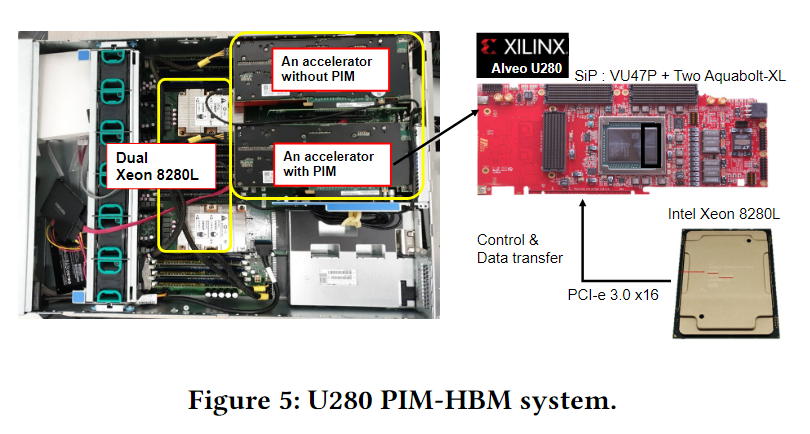 An accelerator
without PIM
Dual
Xeon 8280L
An accelerator
with PIM
XILINX
Alveo U280
SiP : VU47P + Two Aquabolt-XL
Intel Xeon 8280L
Control &
Data transfer
PCI-e 3.0 x16
Figure 5: U280 PIM-HBM system.